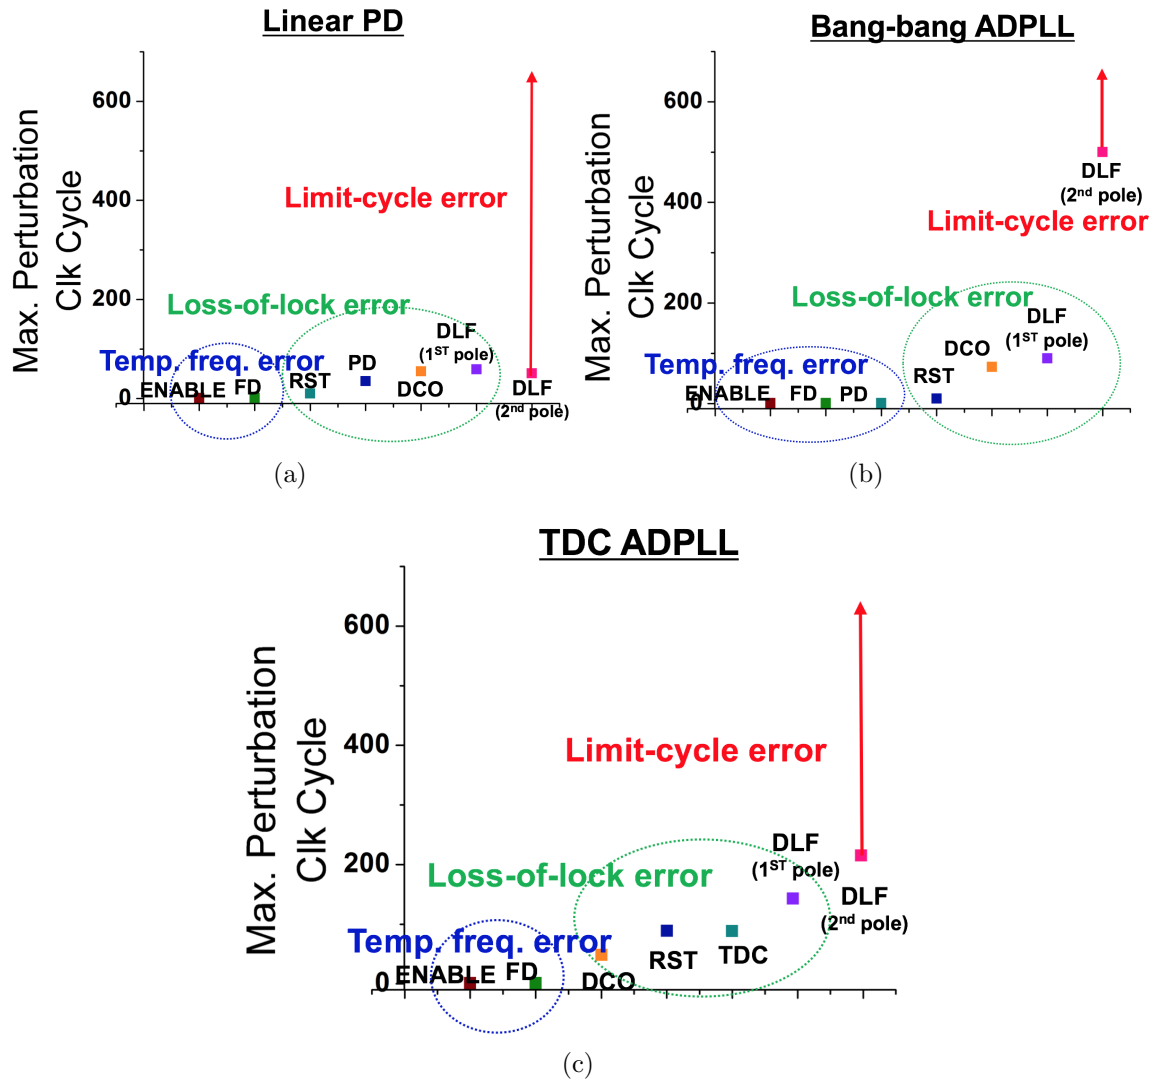 Linear PD
Max. Perturbation
Clk Cycle
600
400
200
0
Limit-cycle error
Loss-of-lock error
Temp. freq. error
ENABLE
FD
RST
PD
DCO
DLF
(1ST pole)
DLF
(2nd pole)
(a)
Bang-bang ADPLL
Max. Perturbation
Clk Cycle
600
400
200
0
DLF
(2nd pole)
Limit-cycle error
Loss-of-lock error
Temp. freq. error
ENABLE
FD
PD
RST
DCO
DLF
(1ST pole)
(b)
TDC ADPLL
Max. Perturbation
Clk Cycle
600
400
200
0
Limit-cycle error
Loss-of-lock error
Temp. freq. error
ENABLE
FD
DCO
RST
TDC
DLF
(1ST pole)
DLF
(2nd pole)
(c)